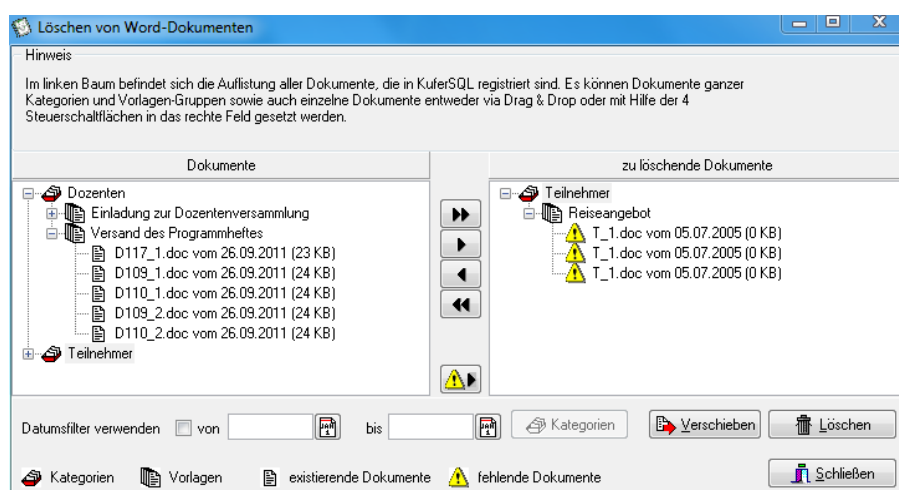 Löschen von Word-Dokumenten
Hinweis
Im linken Baum befindet sich die Auflistung aller Dokumente, die in KuferSQL registriert sind. Es können Dokumente ganzer
Kategorien und Vorlagen-Gruppen sowie auch einzelne Dokumente entweder via Drag & Drop oder mit Hilfe der 4
Steuerschaltflächen in das rechte Feld gesetzt werden.
Dokumente
Dozenten
Einladung zur Dozentenversammlung
Versand des Programmheftes
D117_1.doc vom 26.09.2011 (23 KB)
D109_1.doc vom 26.09.2011 (24 KB)
D110_1.doc vom 26.09.2011 (24 KB)
D109_2.doc vom 26.09.2011 (24 KB)
D110_2.doc vom 26.09.2011 (24 KB)
Teilnehmer
zu löschende Dokumente
Teilnehmer
Reiseangebot
T_1.doc vom 05.07.2005 (0 KB)
T_1.doc vom 05.07.2005 (0 KB)
T_1.doc vom 05.07.2005 (0 KB)
Datumsfilter verwenden von bis Kategorien Verschieben Löschen
Kategorien Vorlagen existierende Dokumente fehlende Dokumente Schließen